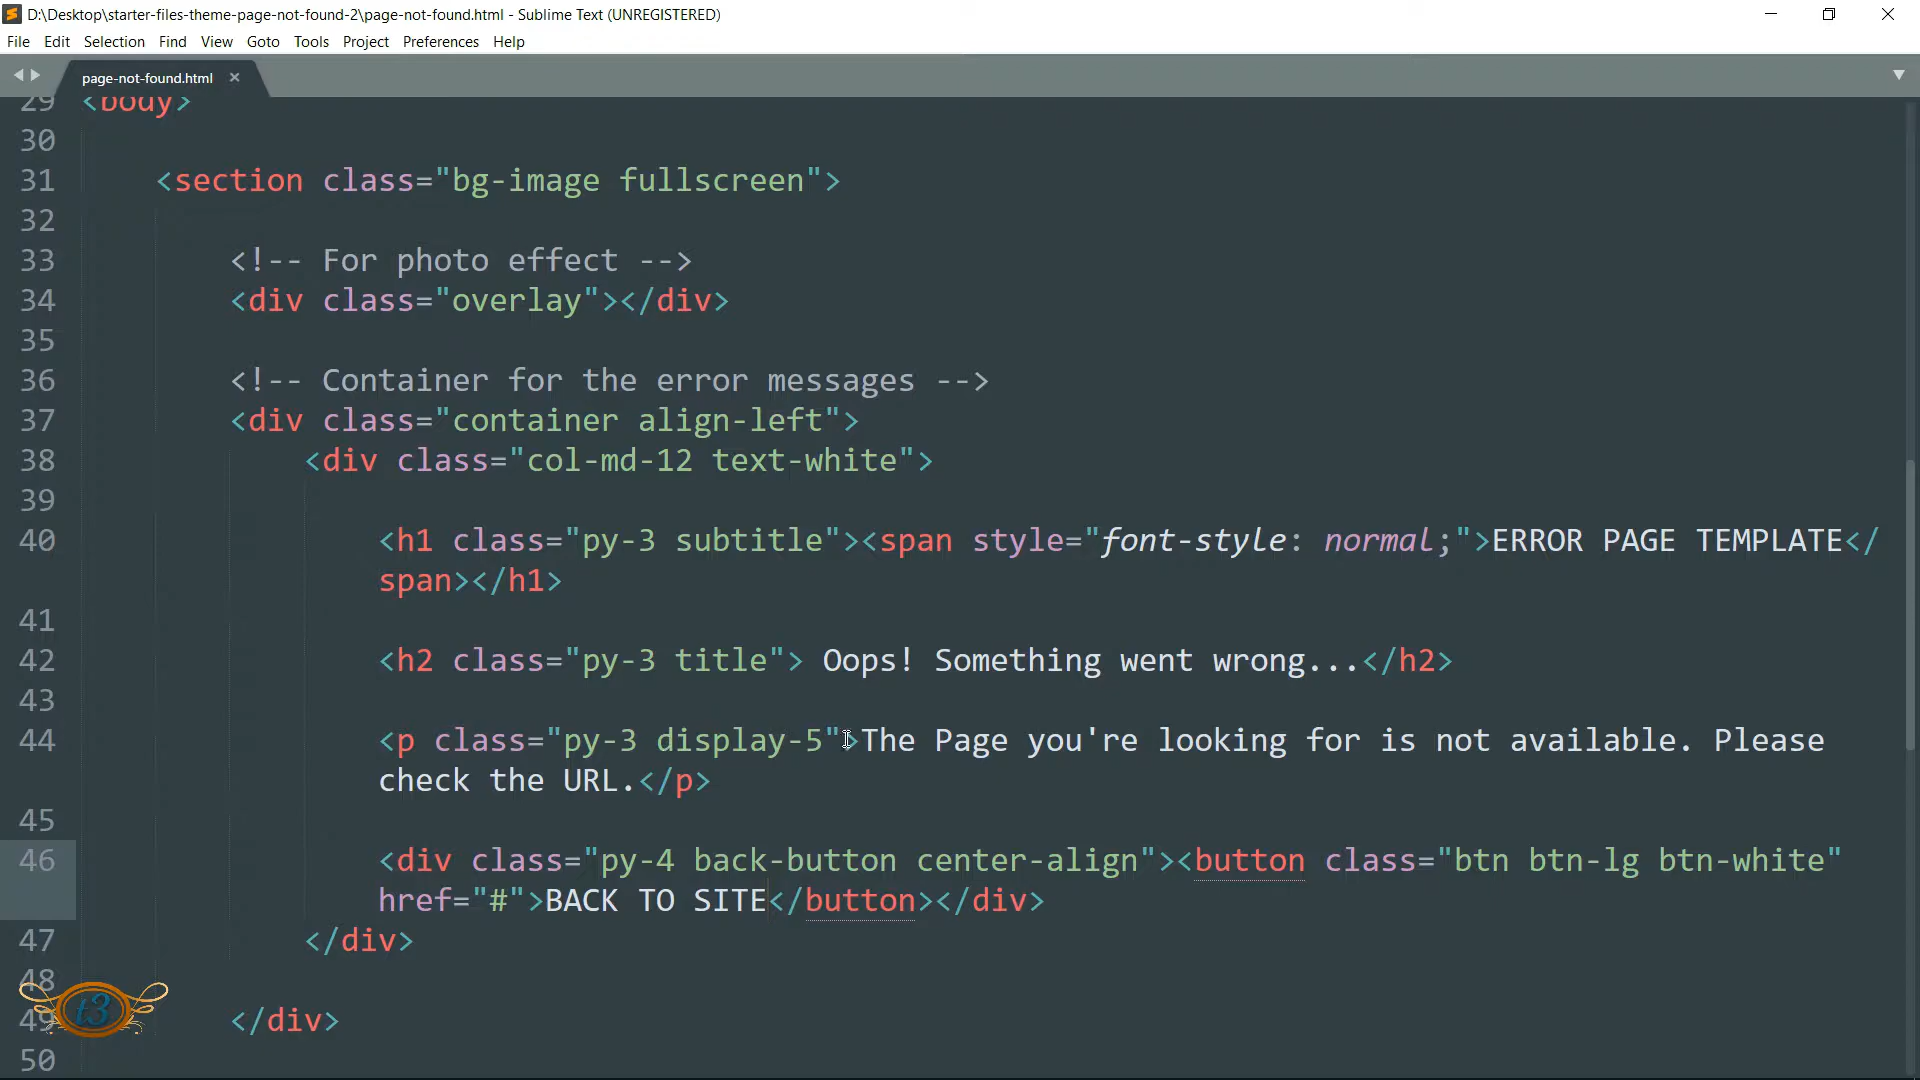 D:\Desktop\starter-files-theme-page-not-found-2\page-not-found.html - Sublime Text (UNREGISTERED)
File Edit Selection Find View Goto Tools Project Preferences Help
page-not-found.html ×
29 <body>
30
31 <section class="bg-image fullscreen">
32
33 <!-- For photo effect -->
34 <div class="overlay"></div>
35
36 <!-- Container for the error messages -->
37 <div class="container align-left">
38 <div class="col-md-12 text-white">
39
40 <h1 class="py-3 subtitle"><span style="font-style: normal;">ERROR PAGE TEMPLATE</
span></h1>
41
42 <h2 class="py-3 title"> Oops! Something went wrong...</h2>
43
44 <p class="py-3 display-5">The Page you're looking for is not available. Please
check the URL.</p>
45
46 <div class="py-4 back-button center-align"><button class="btn btn-lg btn-white"
href="#">BACK TO SITE</button></div>
47 </div>
48
49 </div>
50
t3